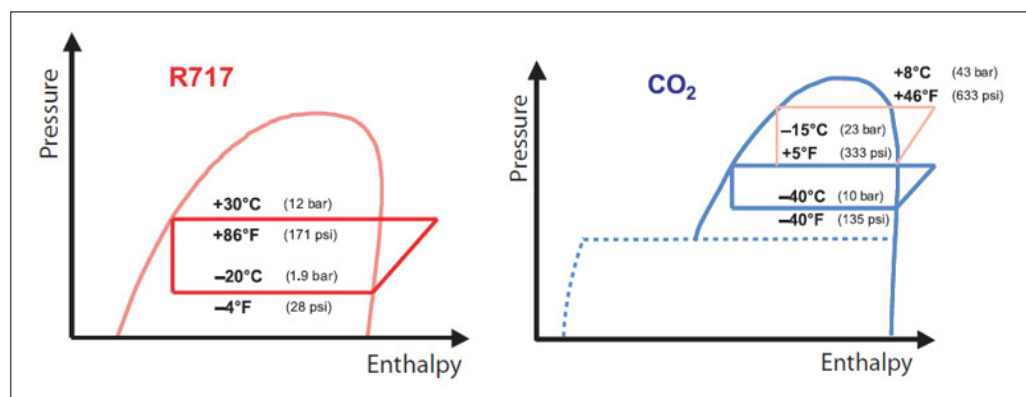 R717
Pressure
+30°C (12 bar)
+86°F (171 psi)
–20°C (1.9 bar)
–4°F (28 psi)
Enthalpy
CO₂
Pressure
+8°C (43 bar)
+46°F (633 psi)
–15°C (23 bar)
+5°F (333 psi)
–40°C (10 bar)
–40°F (135 psi)
Enthalpy